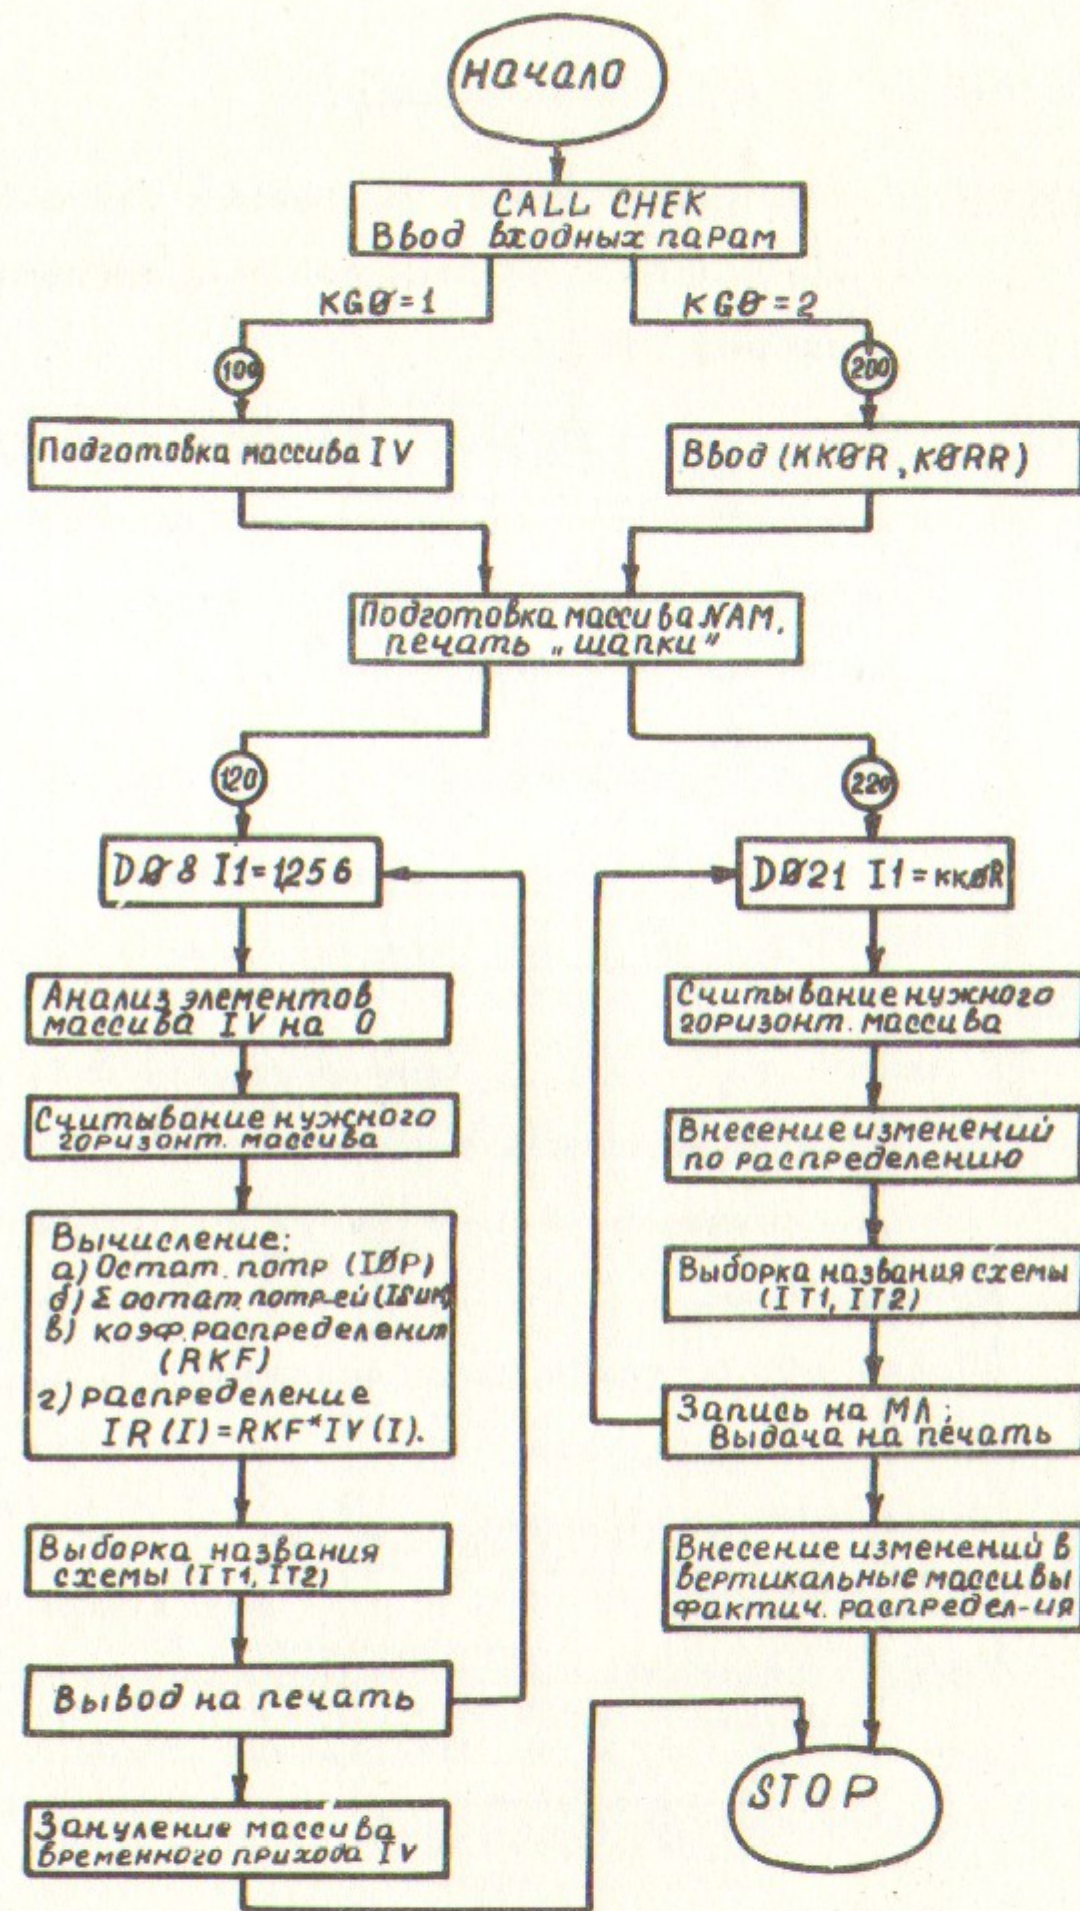 начало
CALL CHEK
Ввод входных парам
KGØ=1
KGØ=2
100
200
Подготовка массива IV
Ввод (KKØR, KØRR)
Подготовка массива NAM,
печать „шапки"
120
220
DØ 8 I1=1,256
DØ21 I1=KKØR
Анализ элементов
массива IV на 0
Считывание нужного
горизонт. массива
Считывание нужного
горизонт. массива
Внесение изменений
по распределению
Вычисление:
а) Остат. потр (IØP)
б) Σ остат. потр-ей (ISUM)
в) коэф. распределения
(RKF)
г) распределение
IR(I)=RKF*IV(I).
Выборка названия схемы
(IT1, IT2)
Запись на МЛ;
Выдача на печать
Выборка названия
схемы (IT1, IT2)
Внесение изменений в
вертикальные массивы
фактич. распредел-ия
Вывод на печать
STOP
Зануление массива
временного прихода IV